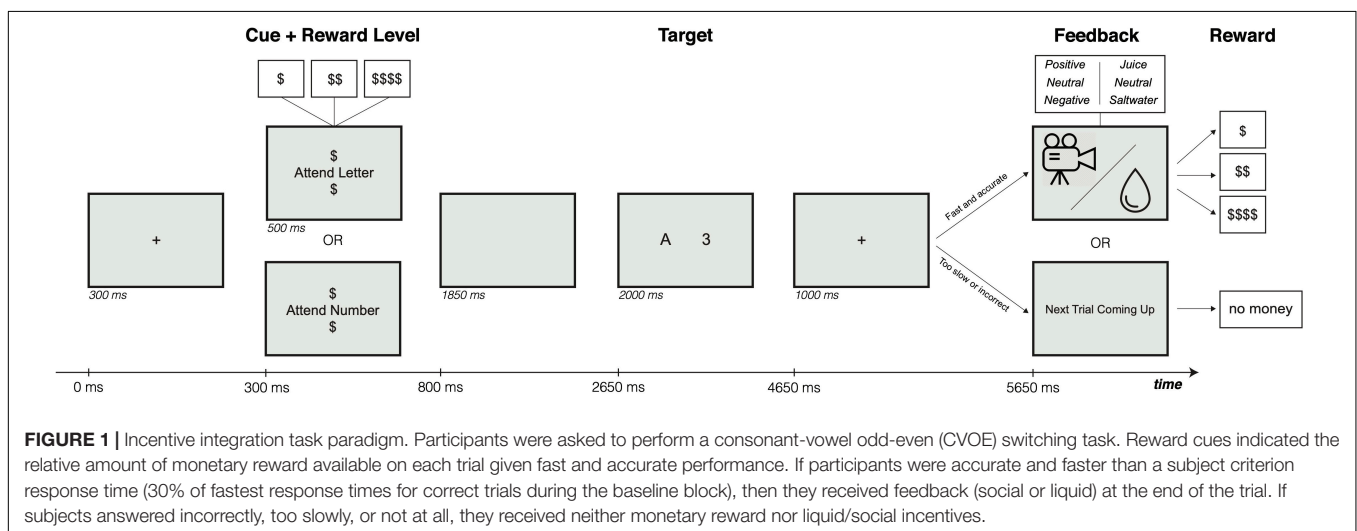 Cue + Reward Level
Target
Feedback
Reward
$
$$
$$$$
Positive
Neutral
Negative
Juice
Neutral
Saltwater
+
300 ms
$
Attend Letter
$
500 ms
OR
$
Attend Number
$
1850 ms
A 3
2000 ms
+
1000 ms
Fast and accurate
Too slow or incorrect
OR
Next Trial Coming Up
$
$$
$$$$
no money
0 ms
300 ms
800 ms
2650 ms
4650 ms
5650 ms
time
FIGURE 1 | Incentive integration task paradigm. Participants were asked to perform a consonant-vowel odd-even (CVOE) switching task. Reward cues indicated the
relative amount of monetary reward available on each trial given fast and accurate performance. If participants were accurate and faster than a subject criterion
response time (30% of fastest response times for correct trials during the baseline block), then they received feedback (social or liquid) at the end of the trial. If
subjects answered incorrectly, too slowly, or not at all, they received neither monetary reward nor liquid/social incentives.